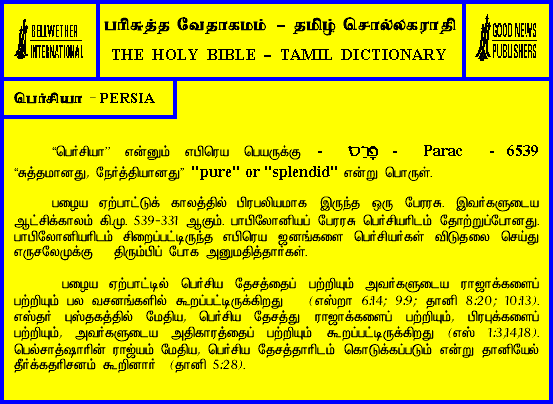 BELLWETHER
INTERNATIONAL
பரிசுத்த வேதாகமம் – தமிழ் சொல்லகராதி
THE HOLY BIBLE – TAMIL DICTIONARY
GOOD NEWS
PUBLISHERS
பெர்சியா - PERSIA
“பெர்சியா” என்னும் எபிரெய பெயருக்கு - פרס - Parac - 6539
“சுத்தமானது, நேர்த்தியானது” "pure" or "splendid" என்று பொருள்.
பழைய ஏற்பாட்டுக் காலத்தில் பிரபலியமாக இருந்த ஒரு பேரரசு. இவர்களுடைய
ஆட்சிக்காலம் கி.மு. 539-331 ஆகும். பாபிலோனியப் பேரரசு பெர்சியரிடம் தோற்றுப்போனது.
பாபிலோனியரிடம் சிறைப்பட்டிருந்த எபிரெய ஜனங்களை பெர்சியர்கள் விடுதலை செய்து
எருசலேமுக்கு திரும்பிப் போக அனுமதித்தார்கள்.
பழைய ஏற்பாட்டில் பெர்சிய தேசத்தைப் பற்றியும் அவர்களுடைய ராஜாக்களைப்
பற்றியும் பல வசனங்களில் கூறப்பட்டிருக்கிறது (எஸ்றா 6:14; 9:9; தானி 8:20; 10:13).
எஸ்தர் புஸ்தகத்தில் மேதிய, பெர்சிய தேசத்து ராஜாக்களைப் பற்றியும், பிரபுக்களைப்
பற்றியும், அவர்களுடைய அதிகாரத்தைப் பற்றியும் கூறப்பட்டிருக்கிறது (எஸ் 1:3,14,18).
பெல்சாத்ஷாரின் ராஜ்யம் மேதிய, பெர்சிய தேசத்தாரிடம் கொடுக்கப்படும் என்று தானியேல்
தீர்க்கதரிசனம் கூறினார் (தானி 5:28).